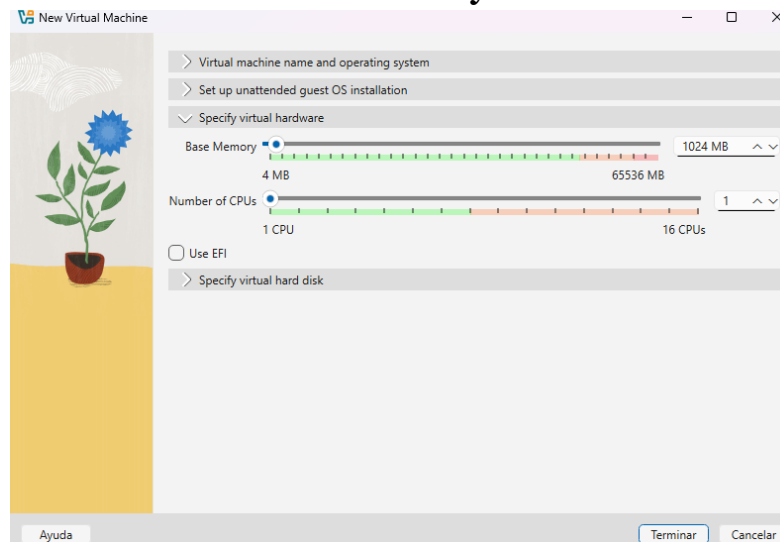 New Virtual Machine
Virtual machine name and operating system
Set up unattended guest OS installation
Specify virtual hardware
Base Memory 1024 MB
4 MB 65536 MB
Number of CPUs 1
1 CPU 16 CPUs
Use EFI
Specify virtual hard disk
Ayuda Terminar Cancelar